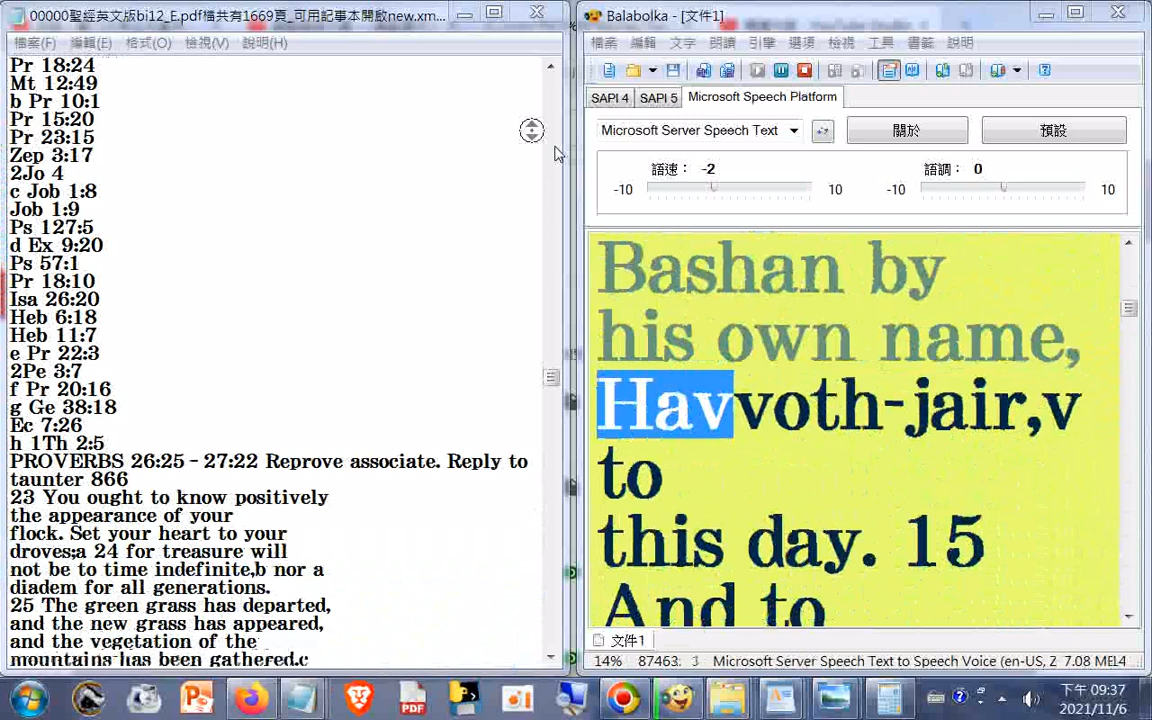 00000聖經英文版bi12_E.pdf檔共有1669頁_可用記事本開啟new.xm...
檔案(F) 編輯(E) 格式(O) 檢視(V) 說明(H)
Pr 18:24
Mt 12:49
b Pr 10:1
Pr 15:20
Pr 23:15
Zep 3:17
2Jo 4
c Job 1:8
Job 1:9
Ps 127:5
d Ex 9:20
Ps 57:1
Pr 18:10
Isa 26:20
Heb 6:18
Heb 11:7
e Pr 22:3
2Pe 3:7
f Pr 20:16
g Ge 38:18
Ec 7:26
h 1Th 2:5
PROVERBS 26:25 - 27:22 Reprove associate. Reply to
taunter 866
23 You ought to know positively
the appearance of your
flock. Set your heart to your
droves;a 24 for treasure will
not be to time indefinite,b nor a
diadem for all generations.
25 The green grass has departed,
and the new grass has appeared,
and the vegetation of the
mountains has been gathered.c
Balabolka - [文件1]
檔案 編輯 文字 朗讀 引擎 選項 檢視 工具 書籤 說明
SAPI 4 SAPI 5 Microsoft Speech Platform
Microsoft Server Speech Text 關於 預設
語速： -2 語調： 0
-10 10 -10 10
Bashan by
his own name,
Havvoth-jair,v
to
this day. 15
And to
文件1
14% 87463: Microsoft Server Speech Text to Speech Voice (en-US, Z 7.08 ME
PDF
下午 09:37
2021/11/6